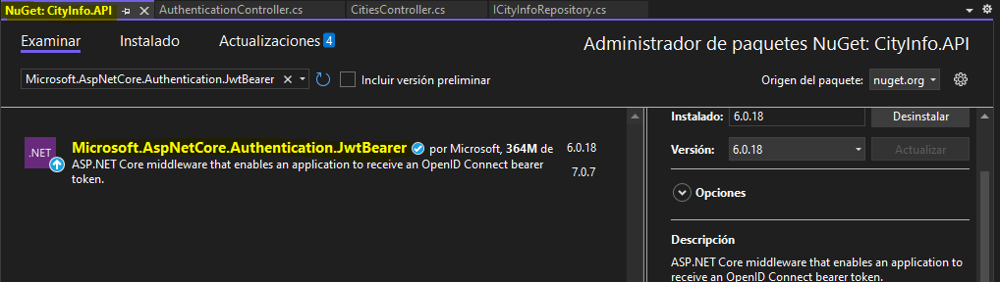 NuGet: CityInfo.API
AuthenticationController.cs
CitiesController.cs
ICityInfoRepository.cs
Examinar
Instalado
Actualizaciones 4
Administrador de paquetes NuGet: CityInfo.API
Microsoft.AspNetCore.Authentication.JwtBearer
Incluir versión preliminar
Origen del paquete: nuget.org
.NET
Microsoft.AspNetCore.Authentication.JwtBearer por Microsoft, 364M de
ASP.NET Core middleware that enables an application to receive an OpenID Connect bearer
token.
6.0.18
7.0.7
Instalado: 6.0.18 Desinstalar
Versión: 6.0.18 Actualizar
Opciones
Descripción
ASP.NET Core middleware that enables an application to
receive an OpenID Connect bearer token.